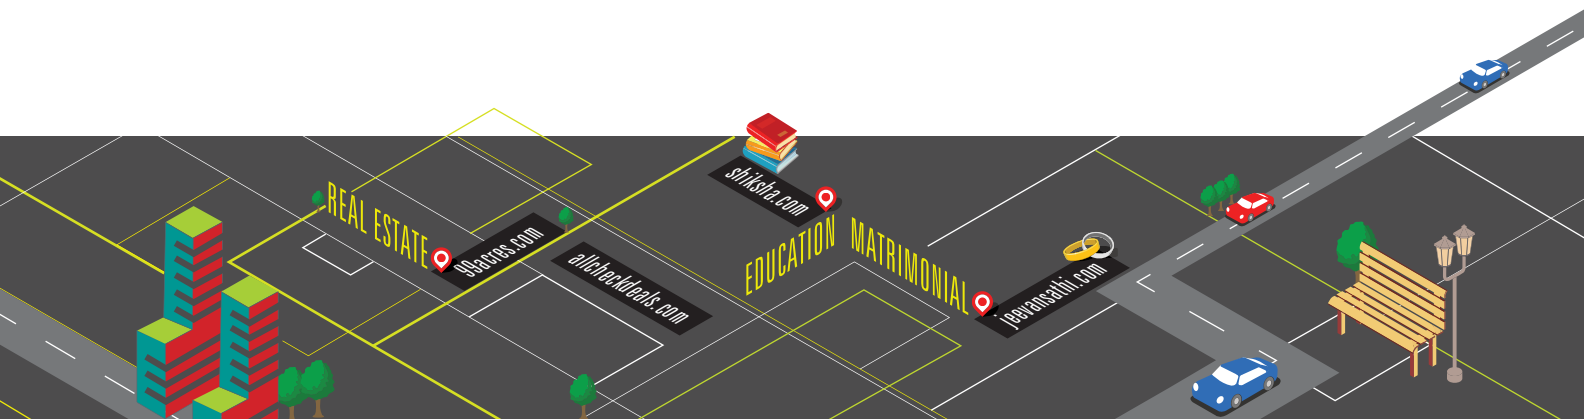 REAL ESTATE
99acres.com
allcheckdeals.com
shiksha.com
EDUCATION
MATRIMONIAL
jeevansathi.com